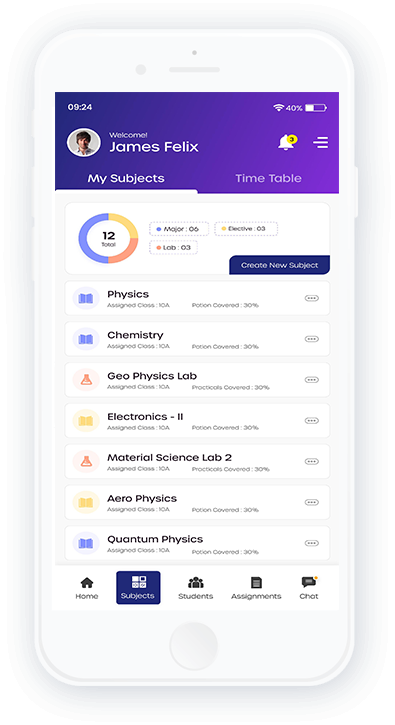 09:24
40%
Welcome!
James Felix
3
My Subjects
Time Table
12
Total
Major : 06
Elective : 03
Lab : 03
Create New Subject
Physics
Assigned Class : 10A
Potion Covered : 30%
Chemistry
Assigned Class : 10A
Potion Covered : 30%
Geo Physics Lab
Assigned Class : 10A
Procticals Covered : 30%
Electronics - II
Assigned Class : 10A
Potion Covered : 30%
Material Science Lab 2
Assigned Class : 10A
Procticals Covered : 30%
Aero Physics
Assigned Class : 10A
Potion Covered : 30%
Quantum Physics
Assigned Class : 10A
Potion Covered : 30%
Home
Subjects
Students
Assignments
Chat